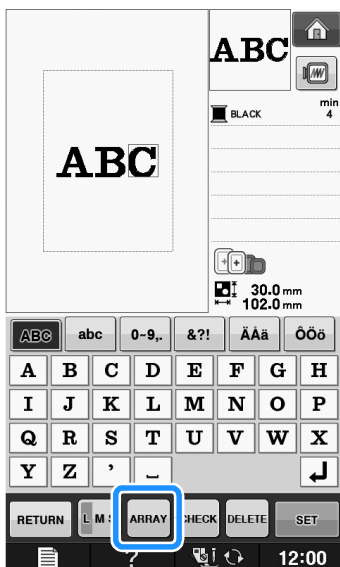 ABC
BLACK
min
4
ABC
30.0 mm
102.0 mm
ABC abc 0~9,. &?! ÄÅä ÔÖö
A B C D E F G H
I J K L M N O P
Q R S T U V W X
Y Z ’ _
RETURN L M S ARRAY CHECK DELETE SET
? 12:00